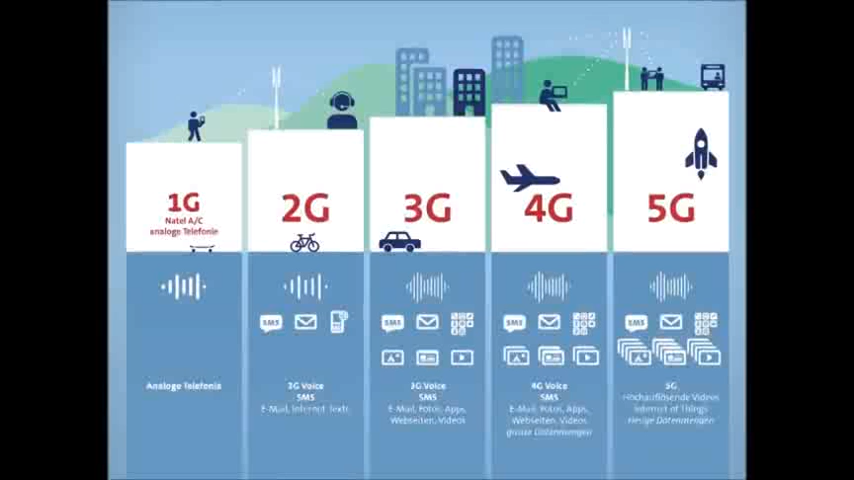 1G
Natel A/C
analoge Telefonie
2G
3G
4G
5G
SMS
SMS
SMS
SMS
Analoge Telefonie
2G Voice
SMS
E-Mail, Internet Text
3G Voice
SMS
E-Mail, Fotos, Apps,
Webseiten, Videos
4G Voice
SMS
E-Mail, Fotos, Apps,
Webseiten, Videos
grosse Datenmengen
5G
Hochauflösende Videos
Internet of Things
riesige Datenmengen